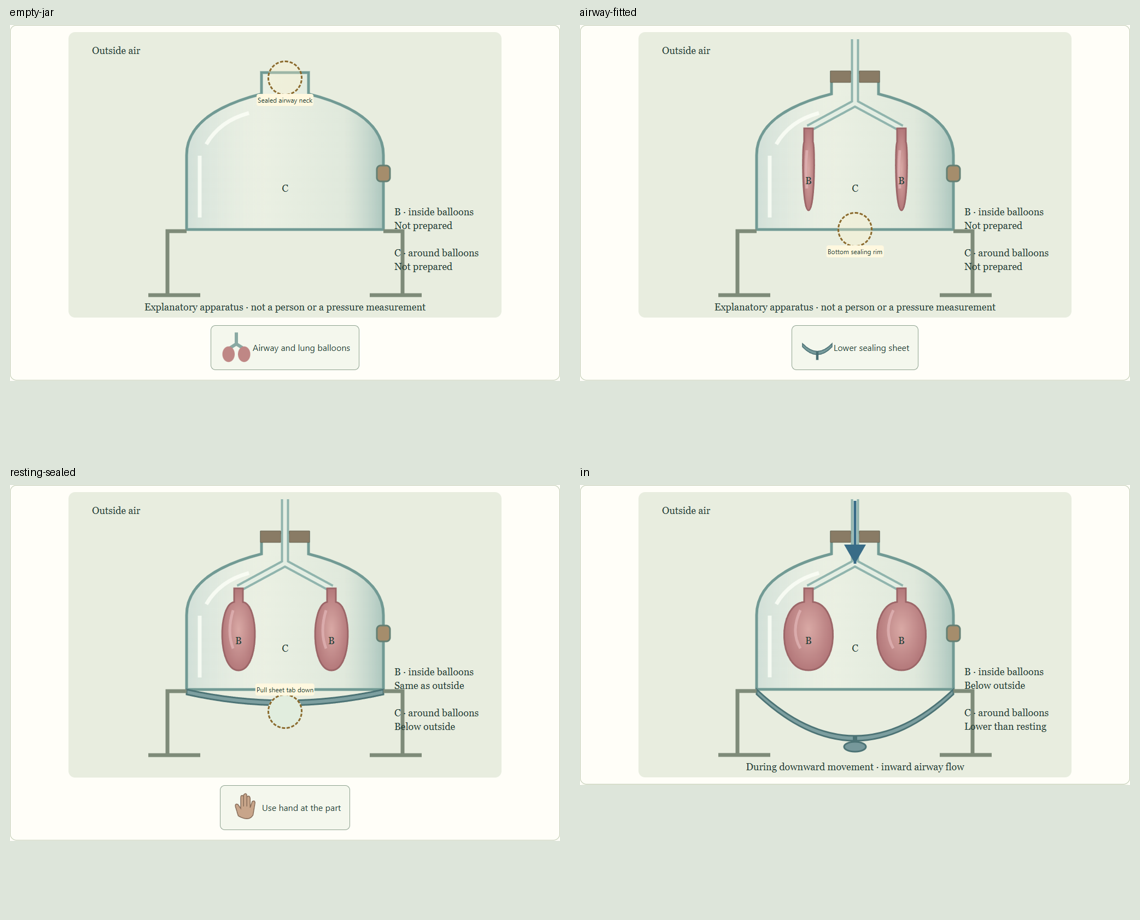 empty-jar
Outside air
Sealed airway neck
C
B · inside balloons
Not prepared
C · around balloons
Not prepared
Explanatory apparatus · not a person or a pressure measurement
Airway and lung balloons
airway-fitted
Outside air
B
C
B
B · inside balloons
Not prepared
Bottom sealing rim
C · around balloons
Not prepared
Explanatory apparatus · not a person or a pressure measurement
Lower sealing sheet
resting-sealed
Outside air
B
C
B
B · inside balloons
Same as outside
Pull sheet tab down
C · around balloons
Below outside
Use hand at the part
in
Outside air
B
C
B
B · inside balloons
Below outside
C · around balloons
Lower than resting
During downward movement · inward airway flow